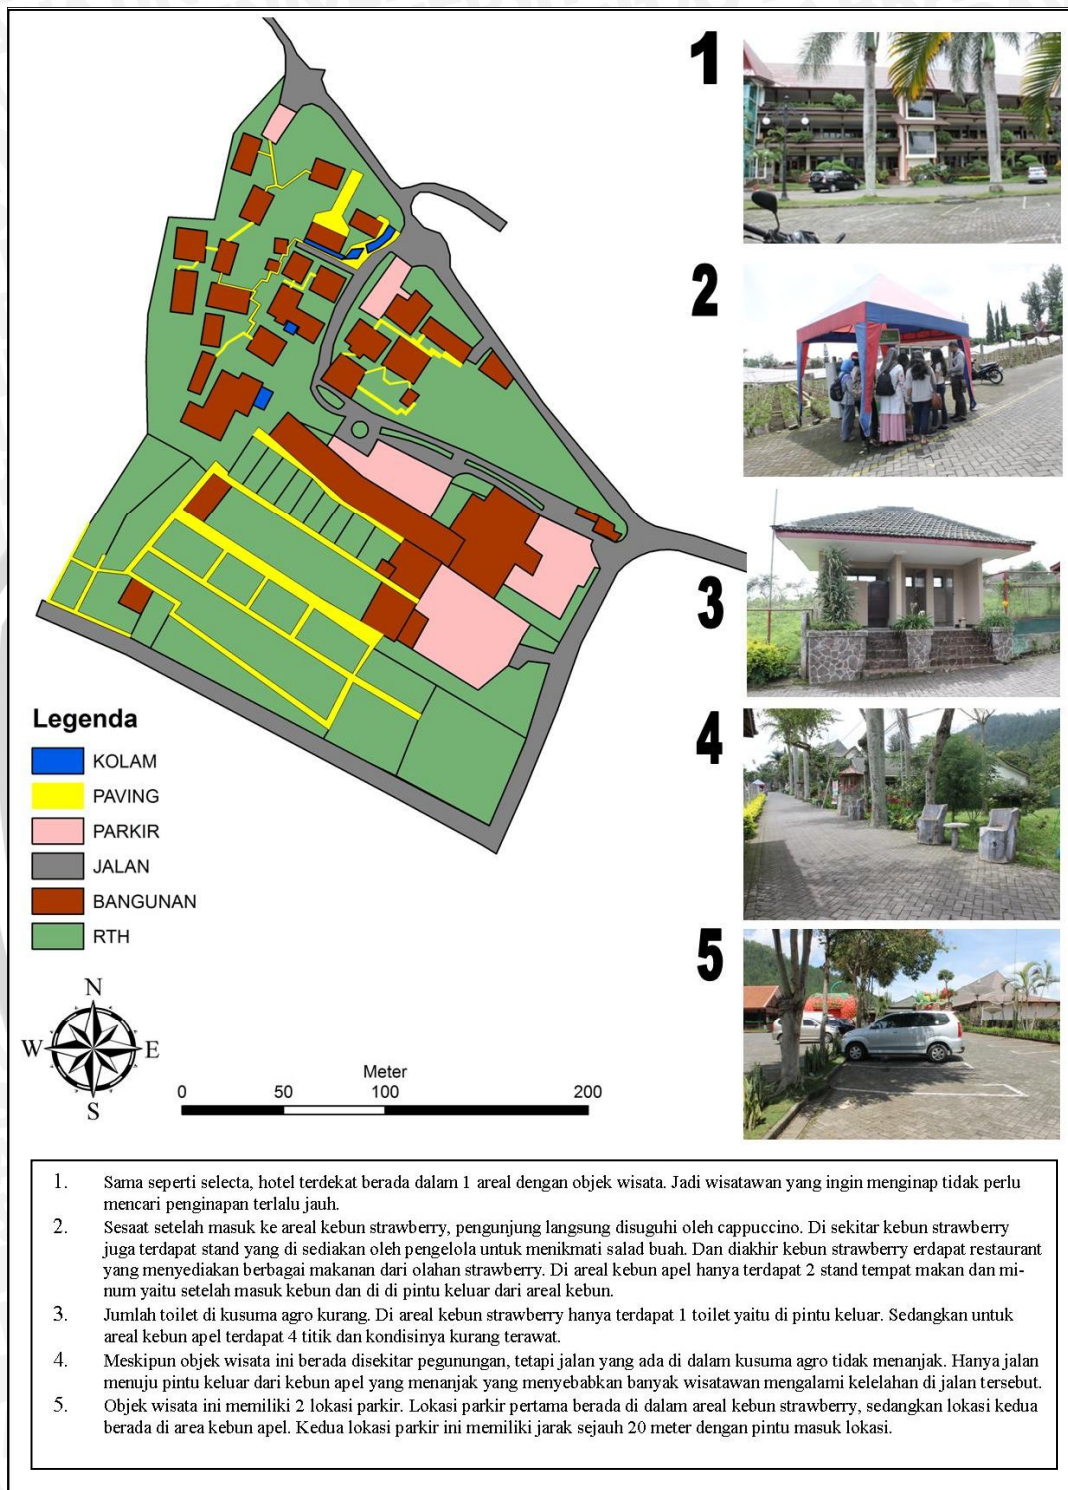 1
2
3
4
5
Legenda
KOLAM
PAVING
PARKIR
JALAN
BANGUNAN
RTH
N
W E
S
Meter
0 50 100 200
1. Sama seperti selecta, hotel terdekat berada dalam 1 areal dengan objek wisata. Jadi wisatawan yang ingin menginap tidak perlu
mencari penginapan terlalu jauh.
2. Sesaat setelah masuk ke areal kebun strawberry, pengunjung langsung disuguhi oleh cappuccino. Di sekitar kebun strawberry
juga terdapat stand yang di sediakan oleh pengelola untuk menikmati salad buah. Dan diakhir kebun strawberry erdapat restaurant
yang menyediakan berbagai makanan dari olahan strawberry. Di areal kebun apel hanya terdapat 2 stand tempat makan dan mi-
num yaitu setelah masuk kebun dan di di pintu keluar dari areal kebun.
3. Jumlah toilet di kusuma agro kurang. Di areal kebun strawberry hanya terdapat 1 toilet yaitu di pintu keluar. Sedangkan untuk
areal kebun apel terdapat 4 titik dan kondisinya kurang terawat.
4. Meskipun objek wisata ini berada disekitar pegunungan, tetapi jalan yang ada di dalam kusuma agro tidak menanjak. Hanya jalan
menuju pintu keluar dari kebun apel yang menanjak yang menyebabkan banyak wisatawan mengalami kelelahan di jalan tersebut.
5. Objek wisata ini memiliki 2 lokasi parkir. Lokasi parkir pertama berada di dalam areal kebun strawberry, sedangkan lokasi kedua
berada di area kebun apel. Kedua lokasi parkir ini memiliki jarak sejauh 20 meter dengan pintu masuk lokasi.